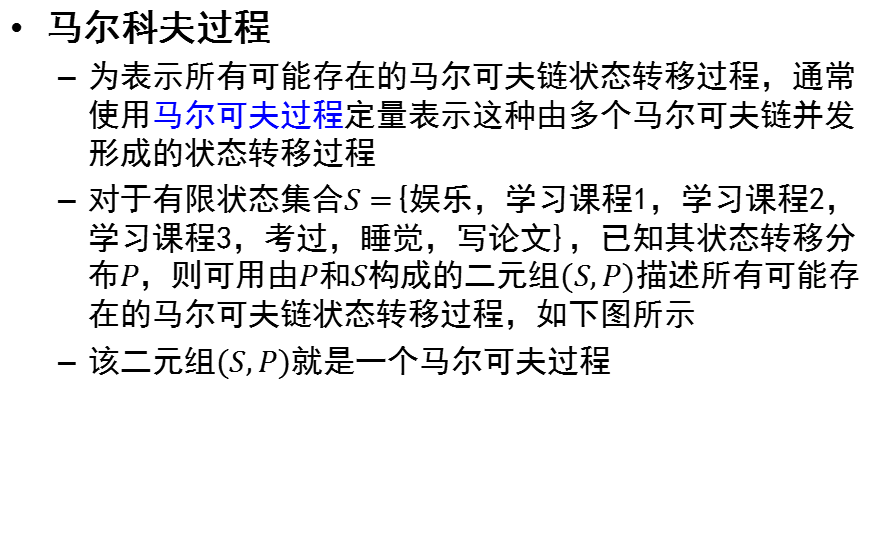 • 马尔科夫过程
– 为表示所有可能存在的马尔可夫链状态转移过程，通常
使用马尔可夫过程定量表示这种由多个马尔可夫链并发
形成的状态转移过程
– 对于有限状态集合S = {娱乐，学习课程1，学习课程2，
学习课程3，考过，睡觉，写论文}，已知其状态转移分
布P，则可用由P和S构成的二元组(S, P)描述所有可能存
在的马尔可夫链状态转移过程，如下图所示
– 该二元组(S, P)就是一个马尔可夫过程